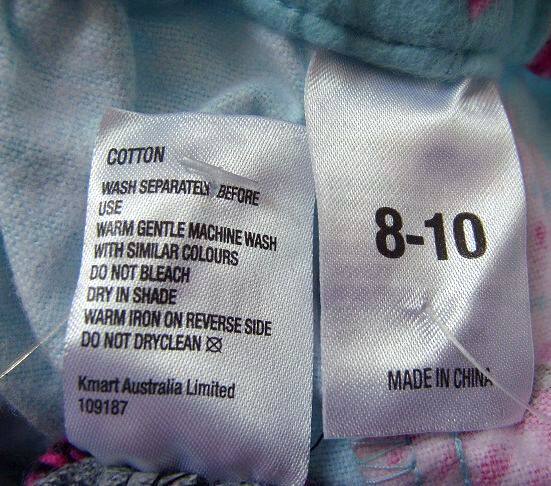 COTTON
WASH SEPARATELY BEFORE
USE
WARM GENTLE MACHINE WASH
WITH SIMILAR COLOURS
DO NOT BLEACH
DRY IN SHADE
WARM IRON ON REVERSE SIDE
DO NOT DRYCLEAN
Kmart Australia Limited
109187
8-10
MADE IN CHINA